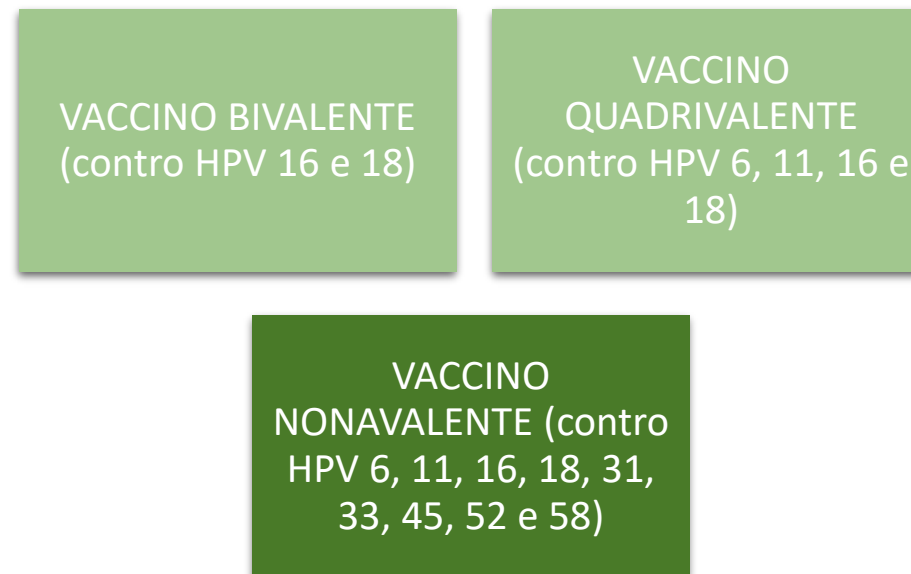 VACCINO BIVALENTE
(contro HPV 16 e 18)
VACCINO
QUADRIVALENTE
(contro HPV 6, 11, 16 e
18)
VACCINO
NONAVALENTE (contro
HPV 6, 11, 16, 18, 31,
33, 45, 52 e 58)